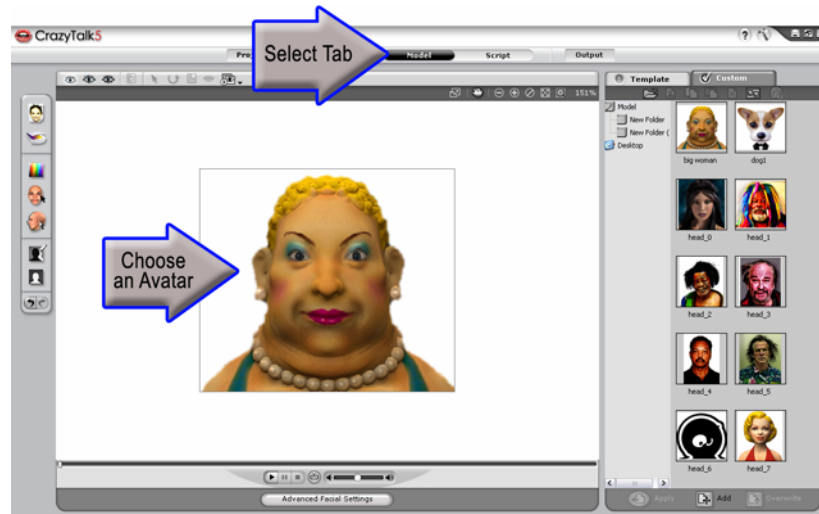 CrazyTalk5
Select Tab
Model
Script
Output
151%
Template
Custom
Model
New Folder
New Folder (
Desktop
big woman
dog1
head_0
head_1
head_2
head_3
head_4
head_5
head_6
head_7
Choose
an Avatar
Advanced Facial Settings
Apply
Add
Overwrite